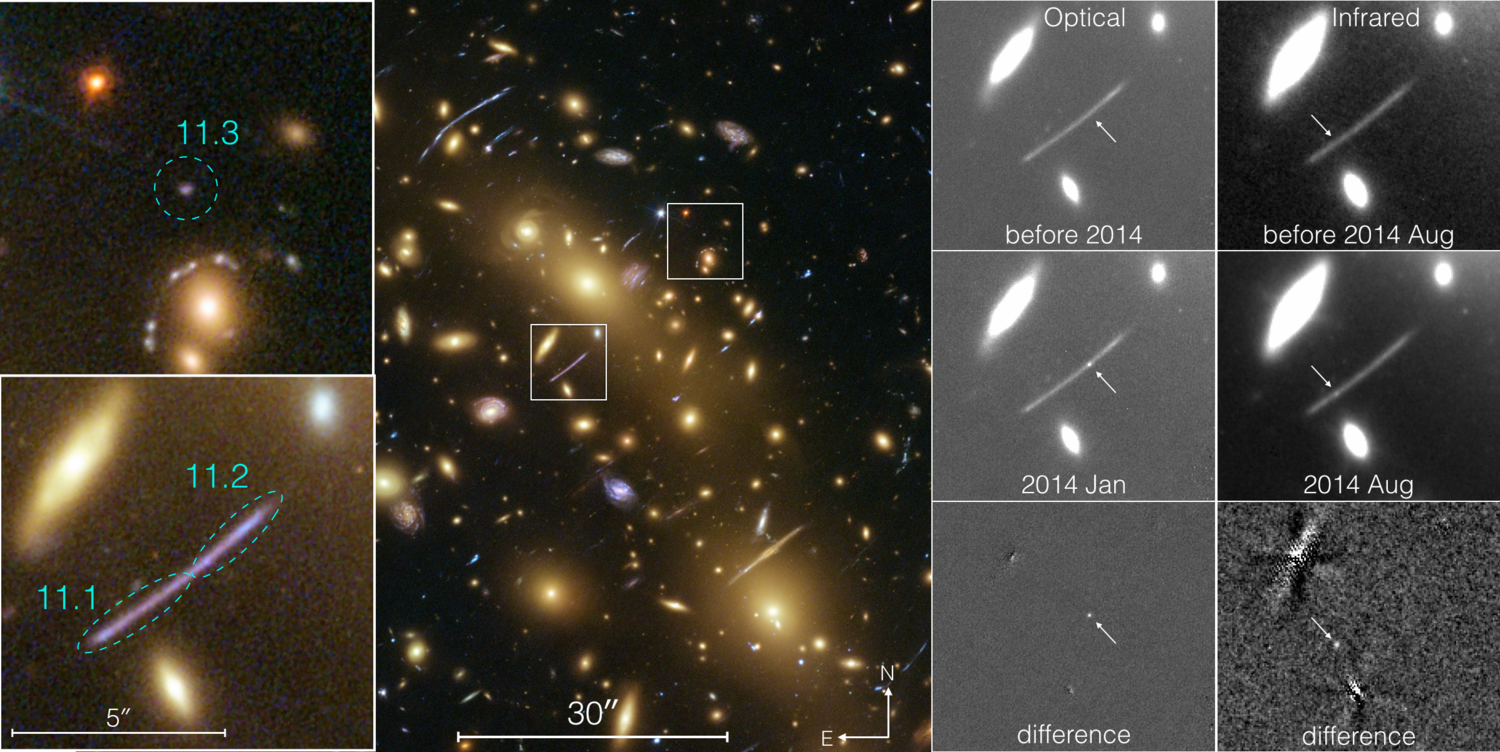 11.3
11.2
11.1
5″
30″
N
E
Optical
Infrared
before 2014
before 2014 Aug
2014 Jan
2014 Aug
difference
difference